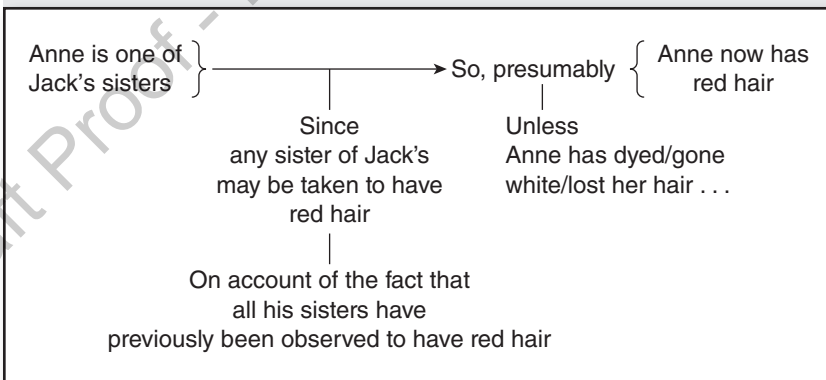 Anne is one of
Jack's sisters
So, presumably
Anne now has
red hair
Since
any sister of Jack's
may be taken to have
red hair
Unless
Anne has dyed/gone
white/lost her hair . . .
On account of the fact that
all his sisters have
previously been observed to have red hair
Proof -